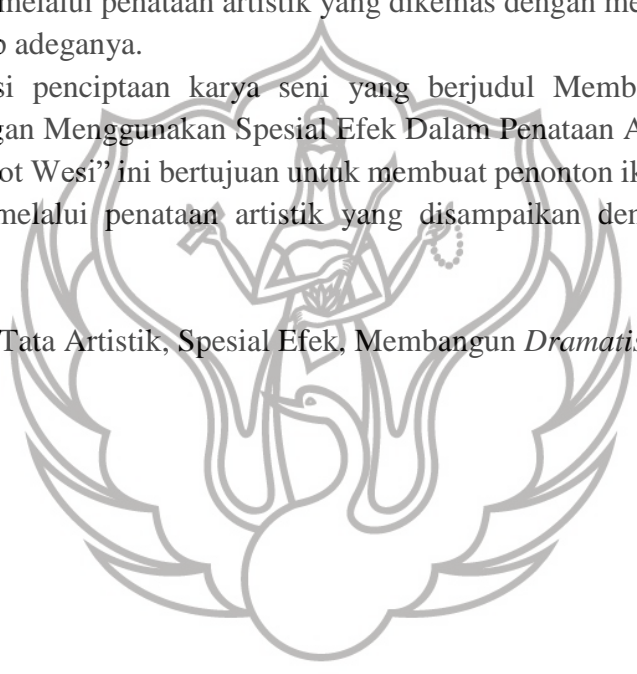 melalui penataan artistik yang dikemas dengan me
adeganya.
si penciptaan karya seni yang berjudul Memb
gan Menggunakan Spesial Efek Dalam Penataan A
ot Wesi” ini bertujuan untuk membuat penonton ik
melalui penataan artistik yang disampaikan den
Tata Artistik, Spesial Efek, Membangun Dramatis